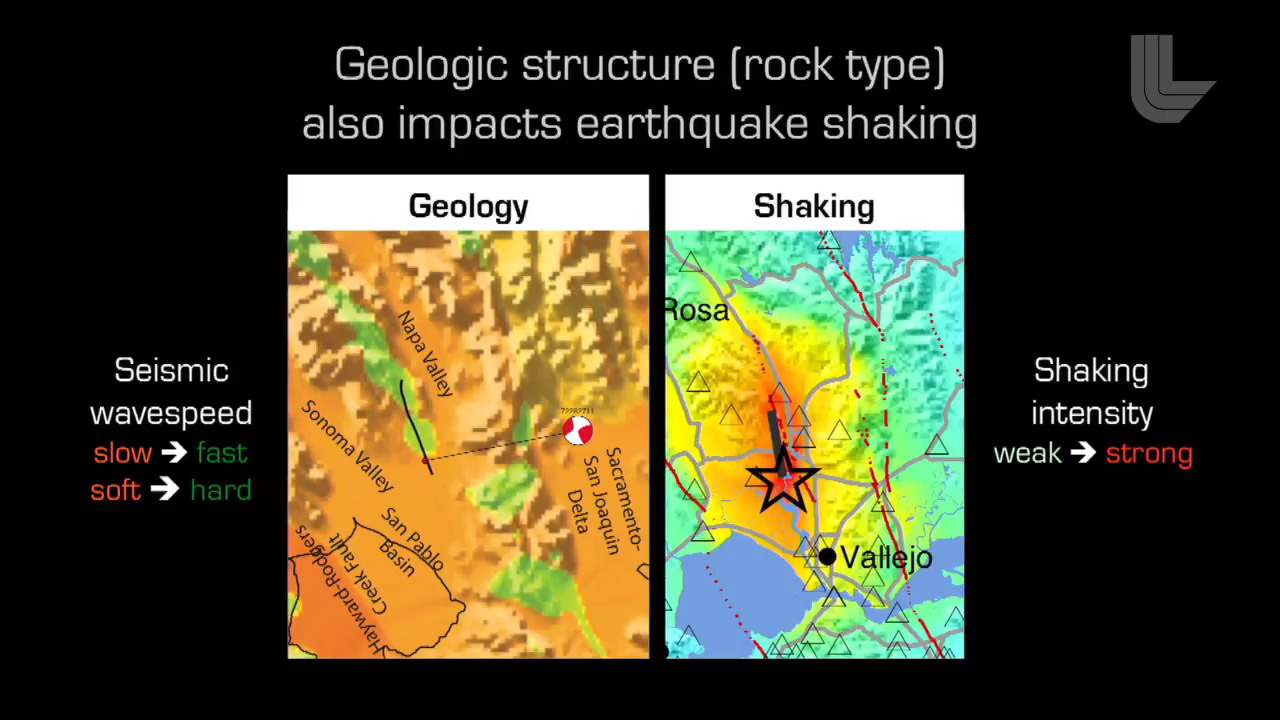 Geologic structure (rock type)
also impacts earthquake shaking
Geology
Shaking
Seismic
wavespeed
slow ➔ fast
soft ➔ hard
Napa Valley
Sonoma Valley
San Pablo
Basin
Hayward-Rodgers
Creek Fault
72282711
Sacramento-
San Joaquin
Delta
Rosa
Vallejo
Shaking
intensity
weak ➔ strong